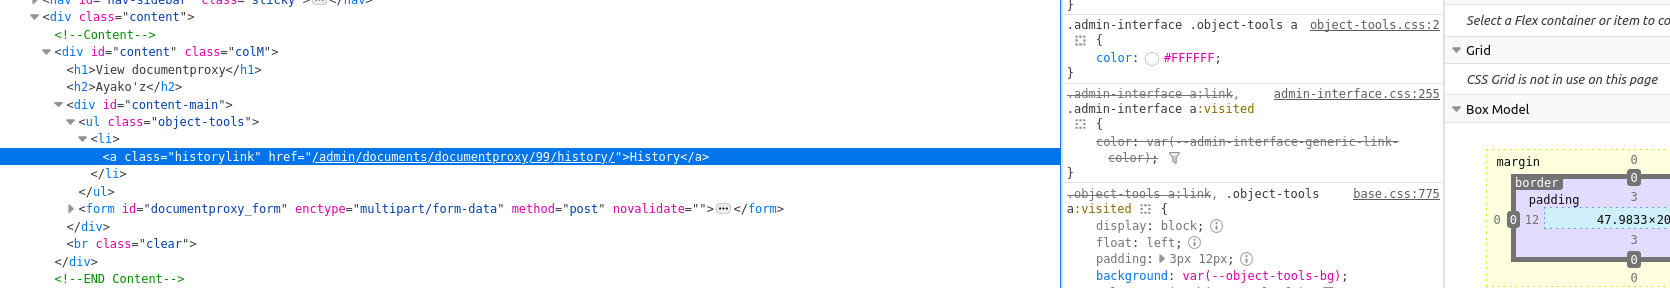 <nav id="nav-sidebar" class="sticky"></nav>
<div class="content">
<!--Content-->
<div id="content" class="colM">
<h1>View documentproxy</h1>
<h2>Ayako'z</h2>
<div id="content-main">
<ul class="object-tools">
<li>
<a class="historylink" href="/admin/documents/documentproxy/99/history/">History</a>
</li>
</ul>
<form id="documentproxy_form" enctype="multipart/form-data" method="post" novalidate=""></form>
</div>
<br class="clear">
</div>
<!--END Content-->
}
.admin-interface .object-tools a object-tools.css:2
{
color: #FFFFFF;
}
.admin-interface a:link, admin-interface.css:255
.admin-interface a:visited
{
color: var(--admin-interface-generic-link-
color);
}
.object-tools a:link, .object-tools base.css:775
a:visited {
display: block;
float: left;
padding: 3px 12px;
background: var(--object-tools-bg);
Select a Flex container or item to co
Grid
CSS Grid is not in use on this page
Box Model
margin 0
border 0
padding 3
0 0 12 47.9833×20
3
0
0